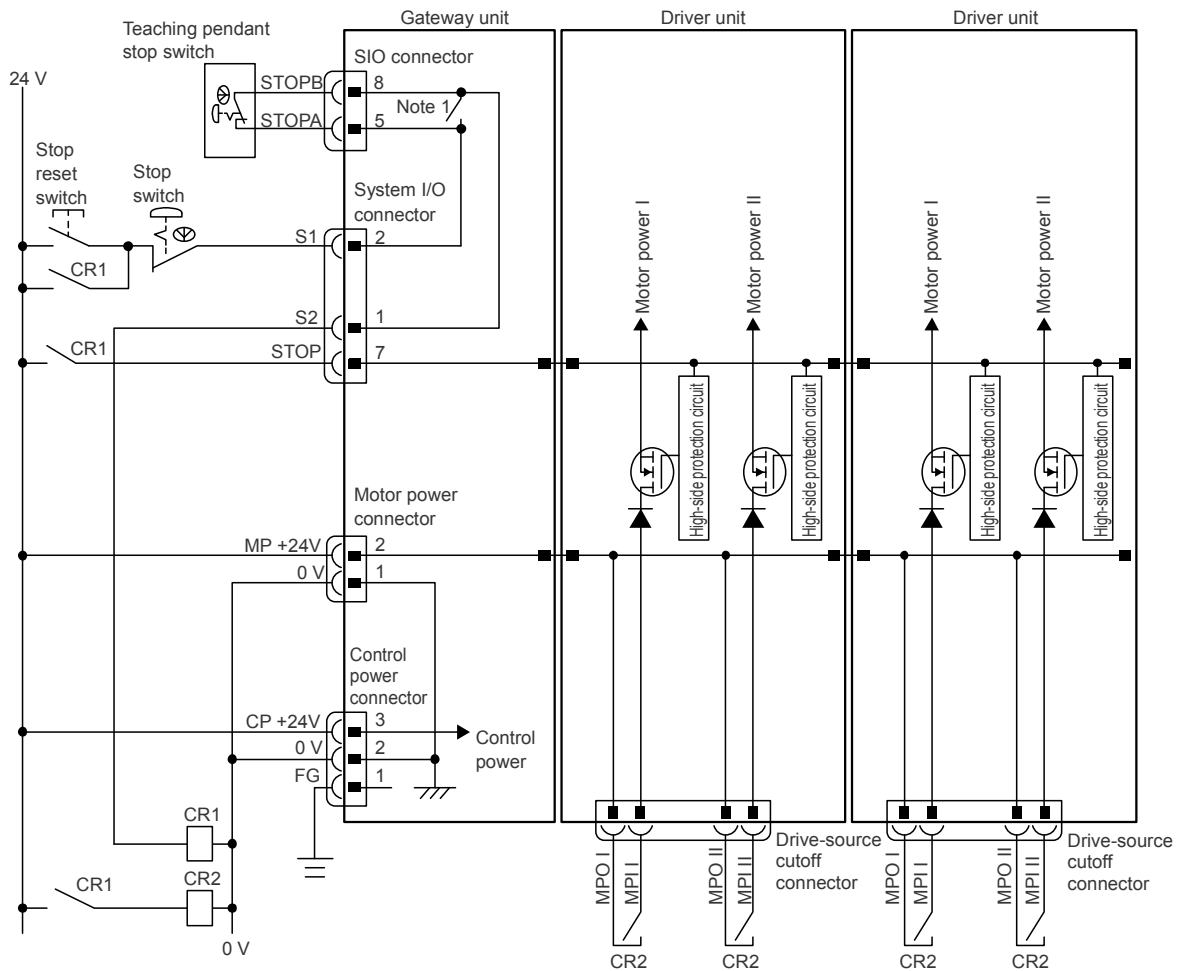 Gateway unit
Driver unit
Driver unit
Teaching pendant
stop switch
SIO connector
24 V
STOPB
8
Note 1
STOPA
5
Stop
reset
switch
Stop
switch
System I/O
connector
S1
2
CR1
S2
1
CR1
STOP
7
Motor power I
Motor power II
Motor power I
Motor power II
High-side protection circuit
High-side protection circuit
High-side protection circuit
High-side protection circuit
Motor power
connector
MP +24V
2
0 V
1
Control
power
connector
CP +24V
3
Control
power
0 V
2
FG
1
CR1
CR2
CR1
0 V
Drive-source
cutoff
connector
Drive-source
cutoff
connector
MPO I
MPI I
MPO II
MPI II
MPO I
MPI I
MPO II
MPI II
CR2
CR2
CR2
CR2